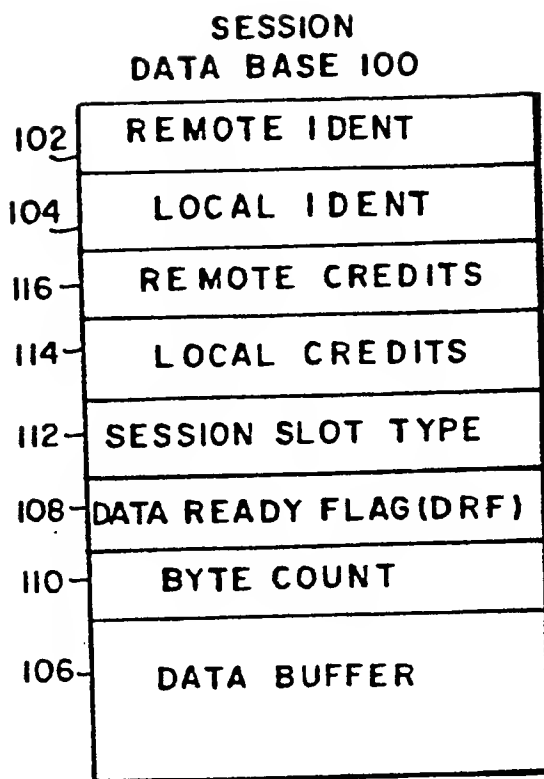 SESSION
DATA BASE 100
102 REMOTE IDENT
104 LOCAL IDENT
116 REMOTE CREDITS
114 LOCAL CREDITS
112 SESSION SLOT TYPE
108 DATA READY FLAG (DRF)
110 BYTE COUNT
106 DATA BUFFER